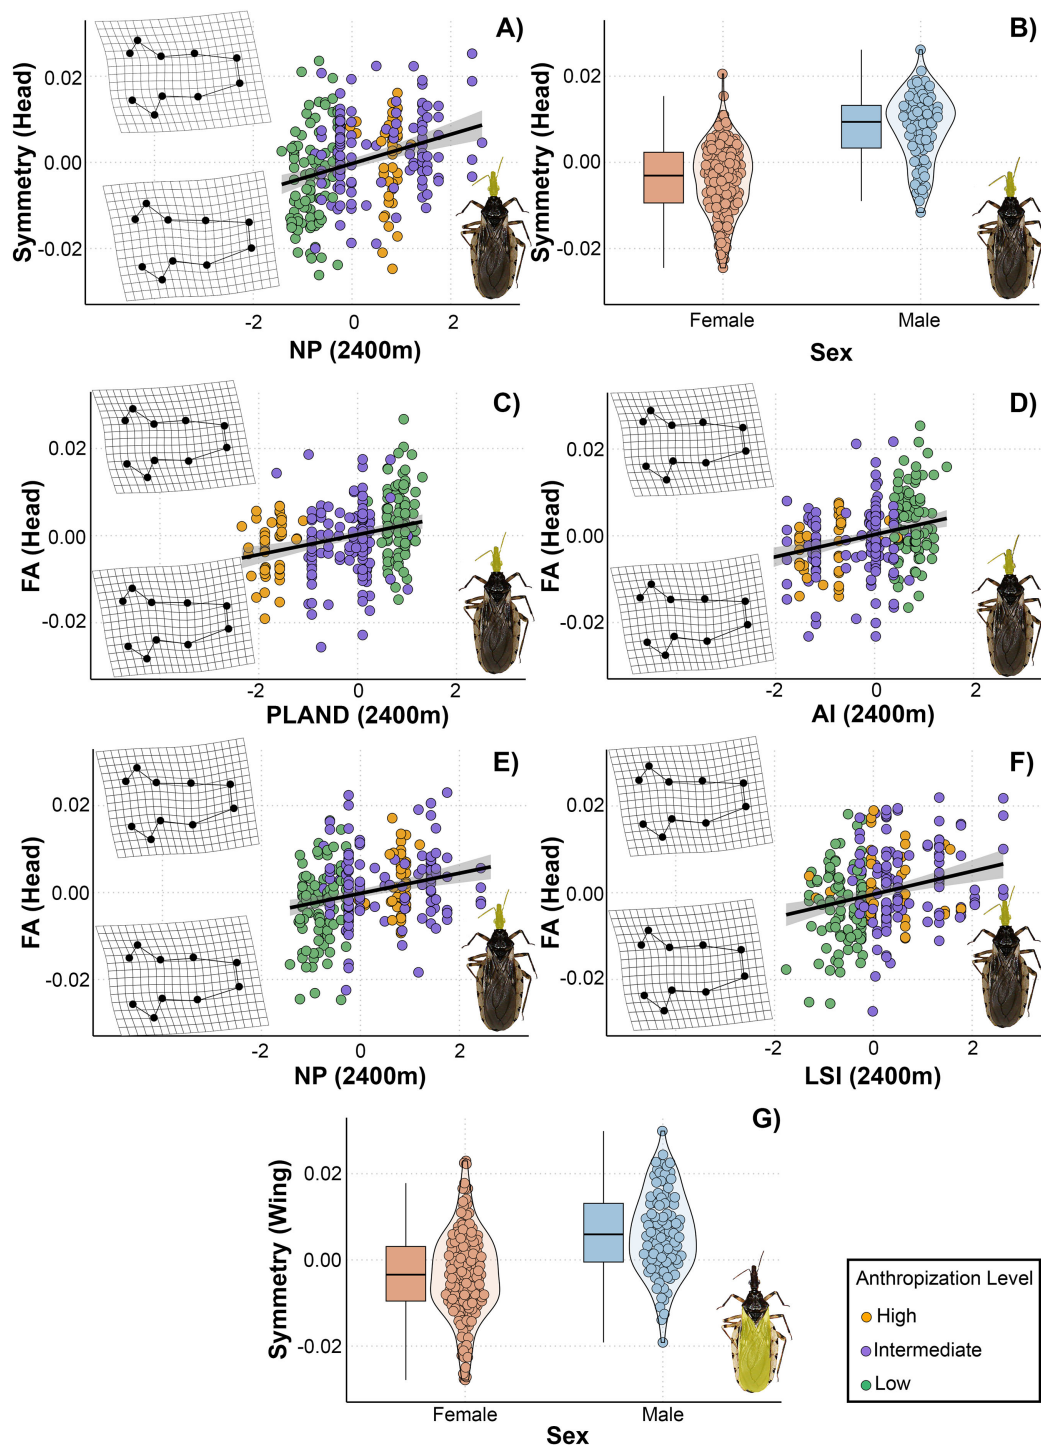 A)
Symmetry (Head)
0.02
0.00
-0.02
-2 0 2
NP (2400m)
B)
Symmetry (Head)
0.02
0.00
-0.02
Female Male
Sex
C)
FA (Head)
0.02
0.00
-0.02
-2 0 2
PLAND (2400m)
D)
FA (Head)
0.02
0.00
-0.02
-2 0 2
AI (2400m)
E)
FA (Head)
0.02
0.00
-0.02
-2 0 2
NP (2400m)
F)
FA (Head)
0.02
0.00
-0.02
-2 0 2
LSI (2400m)
G)
Symmetry (Wing)
0.02
0.00
-0.02
Female Male
Sex
Anthropization Level
High
Intermediate
Low